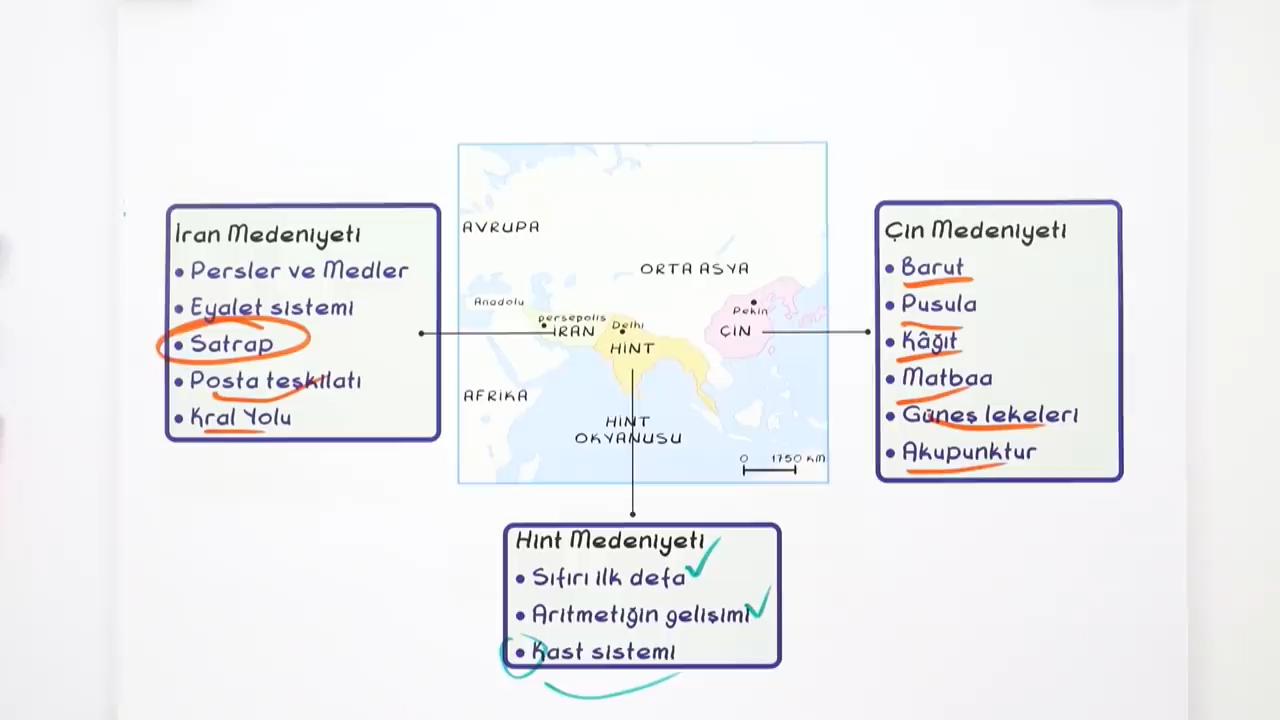 İran Medeniyeti
• Persler ve Medler
• Eyalet sistemi
• Satrap
• Posta teşkilatı
• Kral Yolu
AVRUPA
ORTA ASYA
Anadolu
persepolis
İRAN
Delhi
HİNT
Pekin
ÇİN
AFRİKA
HİNT
OKYANUSU
0 1750 KM
Çin Medeniyeti
• Barut
• Pusula
• Kâğıt
• Matbaa
• Güneş lekeleri
• Akupunktur
Hint Medeniyeti
• Sıfırı ilk defa
• Aritmetiğin gelişimi
• Kast sistemi